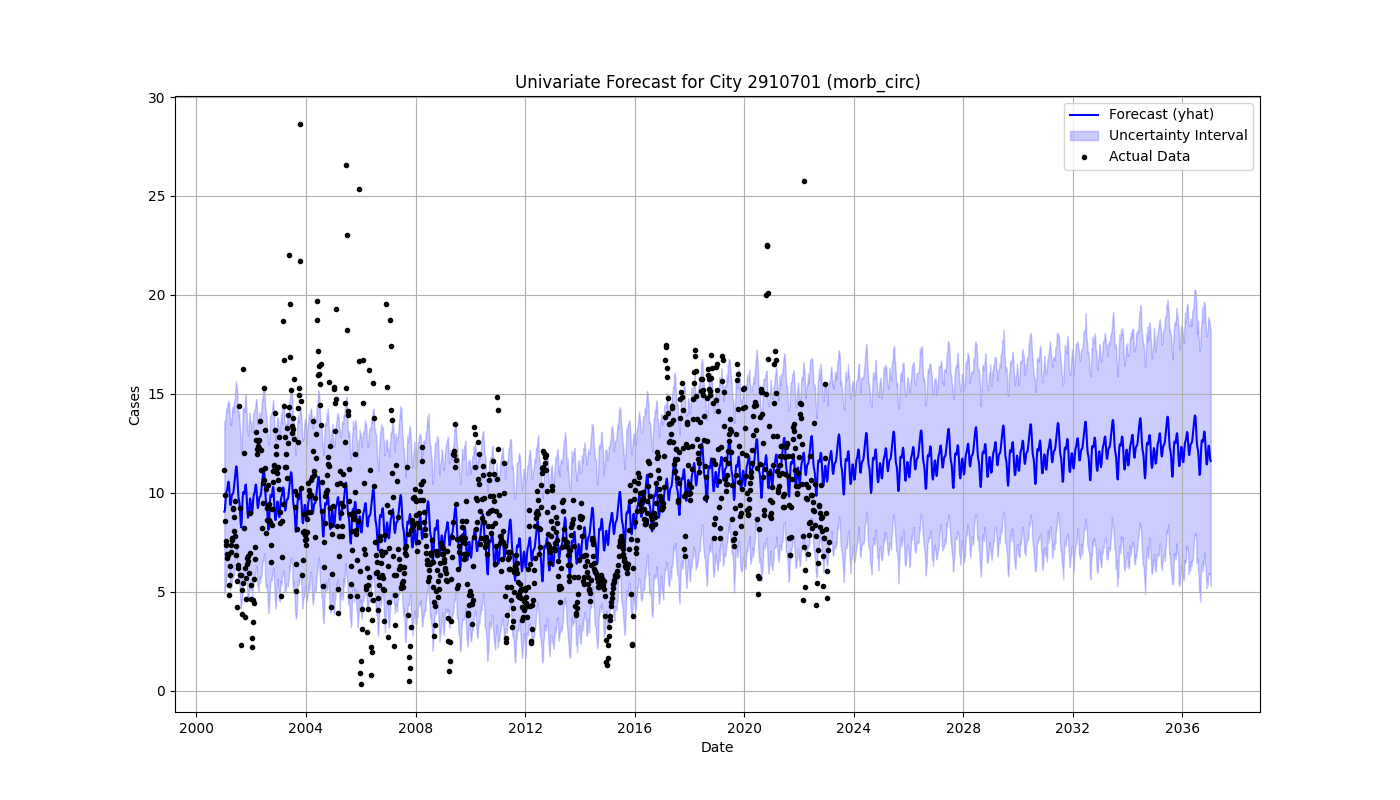 Univariate Forecast for City 2910701 (morb_circ)
Forecast (yhat)
Uncertainty Interval
Actual Data
Cases
30
25
20
15
10
5
0
2000 2004 2008 2012 2016 2020 2024 2028 2032 2036
Date